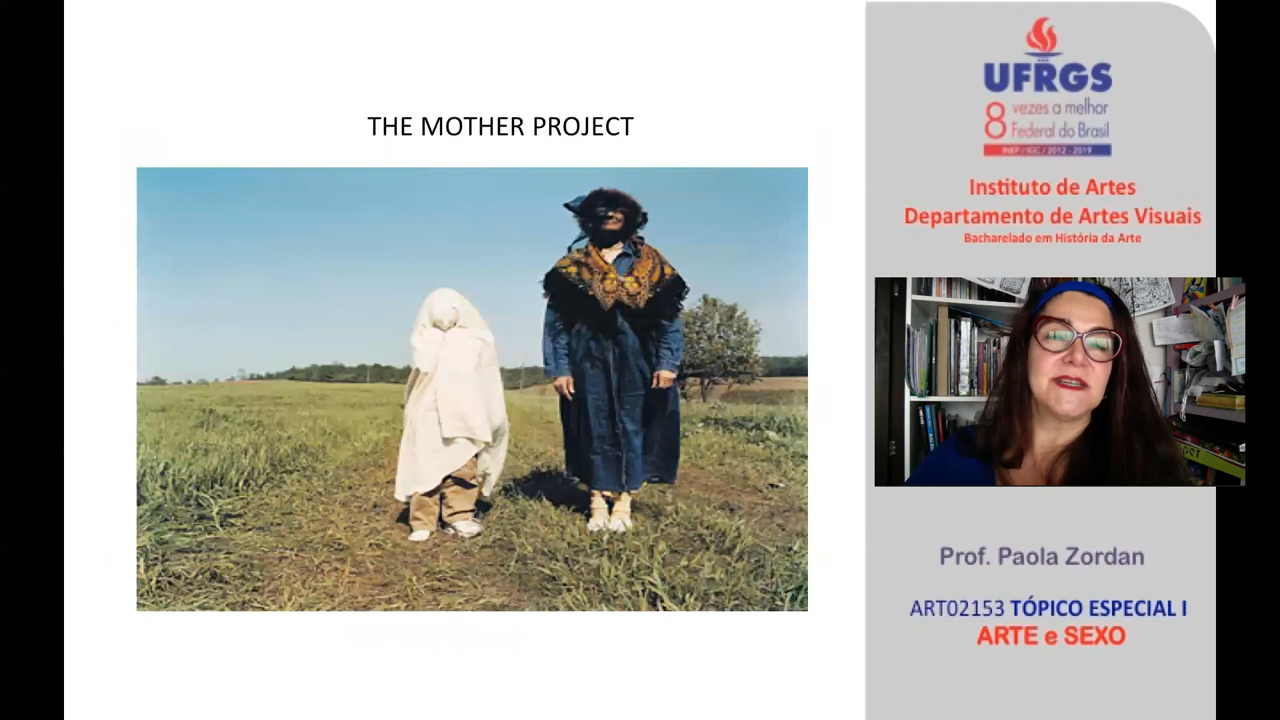 THE MOTHER PROJECT
UFRGS
8 vezes a melhor
Federal do Brasil
INEP / IGC / 2012 - 2019
Instituto de Artes
Departamento de Artes Visuais
Bacharelado em História da Arte
Prof. Paola Zordan
ART02153 TÓPICO ESPECIAL I
ARTE e SEXO